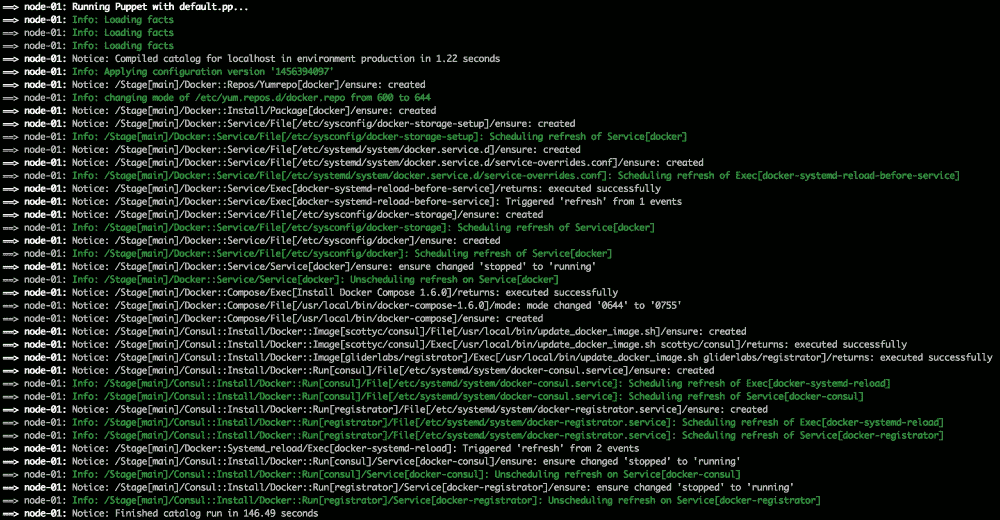 ==> node-01: Running Puppet with default.pp...
==> node-01: Info: Loading facts
==> node-01: Info: Loading facts
==> node-01: Info: Loading facts
==> node-01: Notice: Compiled catalog for localhost in environment production in 1.22 seconds
==> node-01: Info: Applying configuration version '1456394097'
==> node-01: Notice: /Stage[main]/Docker::Repos/Yumrepo[docker]/ensure: created
==> node-01: Info: changing mode of /etc/yum.repos.d/docker.repo from 600 to 644
==> node-01: Notice: /Stage[main]/Docker::Install/Package[docker]/ensure: created
==> node-01: Notice: /Stage[main]/Docker::Service/File[/etc/sysconfig/docker-storage-setup]/ensure: created
==> node-01: Info: /Stage[main]/Docker::Service/File[/etc/sysconfig/docker-storage-setup]: Scheduling refresh of Service[docker]
==> node-01: Notice: /Stage[main]/Docker::Service/File[/etc/systemd/system/docker.service.d]/ensure: created
==> node-01: Notice: /Stage[main]/Docker::Service/File[/etc/systemd/system/docker.service.d/service-overrides.conf]/ensure: created
==> node-01: Info: /Stage[main]/Docker::Service/File[/etc/systemd/system/docker.service.d/service-overrides.conf]: Scheduling refresh of Exec[docker-systemd-reload-before-service]
==> node-01: Notice: /Stage[main]/Docker::Service/Exec[docker-systemd-reload-before-service]/returns: executed successfully
==> node-01: Notice: /Stage[main]/Docker::Service/Exec[docker-systemd-reload-before-service]: Triggered 'refresh' from 1 events
==> node-01: Notice: /Stage[main]/Docker::Service/File[/etc/sysconfig/docker-storage]/ensure: created
==> node-01: Info: /Stage[main]/Docker::Service/File[/etc/sysconfig/docker-storage]: Scheduling refresh of Service[docker]
==> node-01: Notice: /Stage[main]/Docker::Service/File[/etc/sysconfig/docker]/ensure: created
==> node-01: Info: /Stage[main]/Docker::Service/File[/etc/sysconfig/docker]: Scheduling refresh of Service[docker]
==> node-01: Notice: /Stage[main]/Docker::Service/Service[docker]/ensure: ensure changed 'stopped' to 'running'
==> node-01: Info: /Stage[main]/Docker::Service/Service[docker]: Unscheduling refresh on Service[docker]
==> node-01: Notice: /Stage[main]/Docker::Compose/Exec[Install Docker Compose 1.6.0]/returns: executed successfully
==> node-01: Notice: /Stage[main]/Docker::Compose/File[/usr/local/bin/docker-compose-1.6.0]/mode: mode changed '0644' to '0755'
==> node-01: Notice: /Stage[main]/Docker::Compose/File[/usr/local/bin/docker-compose]/ensure: created
==> node-01: Notice: /Stage[main]/Consul::Install/Docker::Image[scottyc/consul]/File[/usr/local/bin/update_docker_image.sh]/ensure: created
==> node-01: Notice: /Stage[main]/Consul::Install/Docker::Image[scottyc/consul]/Exec[/usr/local/bin/update_docker_image.sh scottyc/consul]/returns: executed successfully
==> node-01: Notice: /Stage[main]/Consul::Install/Docker::Image[gliderlabs/registrator]/Exec[/usr/local/bin/update_docker_image.sh gliderlabs/registrator]/returns: executed successfully
==> node-01: Notice: /Stage[main]/Consul::Install/Docker::Run[consul]/File[/etc/systemd/system/docker-consul.service]/ensure: created
==> node-01: Info: /Stage[main]/Consul::Install/Docker::Run[consul]/File[/etc/systemd/system/docker-consul.service]: Scheduling refresh of Exec[docker-systemd-reload]
==> node-01: Info: /Stage[main]/Consul::Install/Docker::Run[consul]/File[/etc/systemd/system/docker-consul.service]: Scheduling refresh of Service[docker-consul]
==> node-01: Notice: /Stage[main]/Consul::Install/Docker::Run[registrator]/File[/etc/systemd/system/docker-registrator.service]/ensure: created
==> node-01: Info: /Stage[main]/Consul::Install/Docker::Run[registrator]/File[/etc/systemd/system/docker-registrator.service]: Scheduling refresh of Exec[docker-systemd-reload]
==> node-01: Info: /Stage[main]/Consul::Install/Docker::Run[registrator]/File[/etc/systemd/system/docker-registrator.service]: Scheduling refresh of Service[docker-registrator]
==> node-01: Notice: /Stage[main]/Docker::Systemd_reload/Exec[docker-systemd-reload]: Triggered 'refresh' from 2 events
==> node-01: Notice: /Stage[main]/Consul::Install/Docker::Run[consul]/Service[docker-consul]/ensure: ensure changed 'stopped' to 'running'
==> node-01: Info: /Stage[main]/Consul::Install/Docker::Run[consul]/Service[docker-consul]: Unscheduling refresh on Service[docker-consul]
==> node-01: Notice: /Stage[main]/Consul::Install/Docker::Run[registrator]/Service[docker-registrator]/ensure: ensure changed 'stopped' to 'running'
==> node-01: Info: /Stage[main]/Consul::Install/Docker::Run[registrator]/Service[docker-registrator]: Unscheduling refresh on Service[docker-registrator]
==> node-01: Notice: Finished catalog run in 146.49 seconds